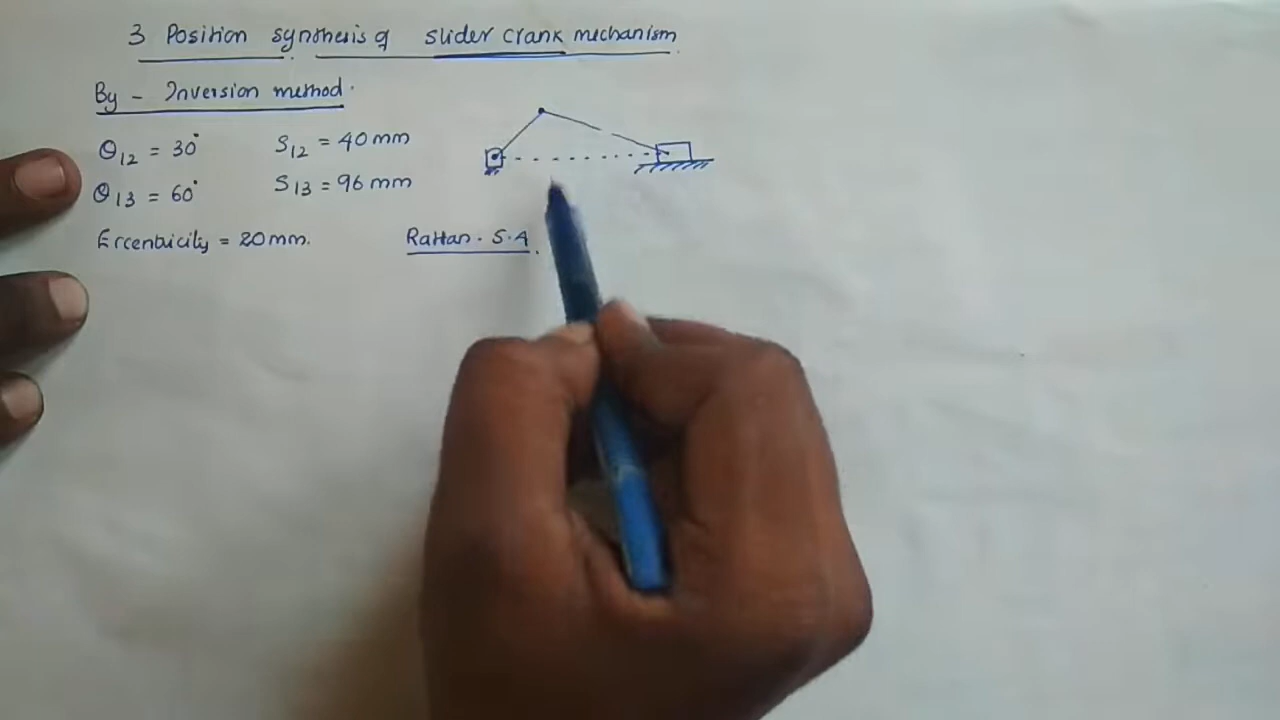 3 Position synthesis of slider crank mechanism
By - Inversion method.
θ12 = 30° S12 = 40 mm
θ13 = 60° S13 = 96 mm
Eccentricity = 20 mm. Rattan. S.A.